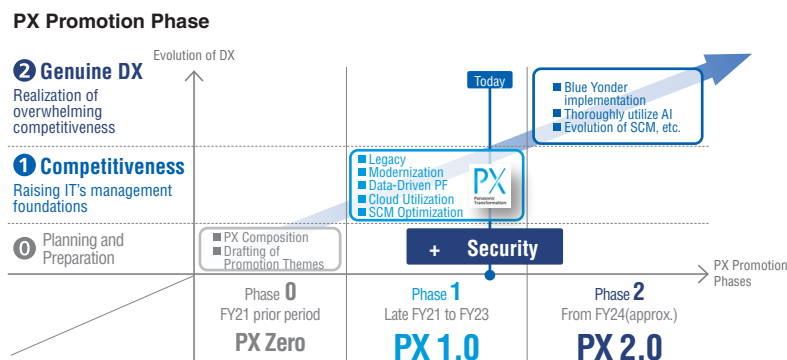 PX Promotion Phase
Evolution of DX
2 Genuine DX
Realization of
overwhelming
competitiveness
Today
Blue Yonder
implementation
Thoroughly utilize AI
Evolution of SCM, etc.
1 Competitiveness
Raising IT's management
foundations
Legacy
Modernization
Data-Driven PF
Cloud Utilization
SCM Optimization
PX
Panasonic
Transformation
0 Planning and
Preparation
PX Composition
Drafting of
Promotion Themes
+ Security
PX Promotion
Phases
Phase 0
FY21 prior period
PX Zero
Phase 1
Late FY21 to FY23
PX 1.0
Phase 2
From FY24(approx.)
PX 2.0